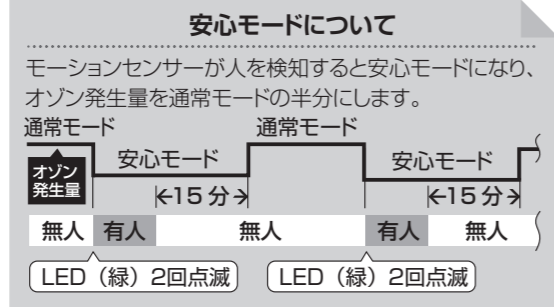 安心モードについて
モーションセンサーが人を検知すると安心モードになり、
オゾン発生量を通常モードの半分にします。
通常モード 通常モード
オゾン
発生量
安心モード 安心モード
15分 15分
無人 有人 無人 有人 無人
LED（緑）2回点滅 LED（緑）2回点滅